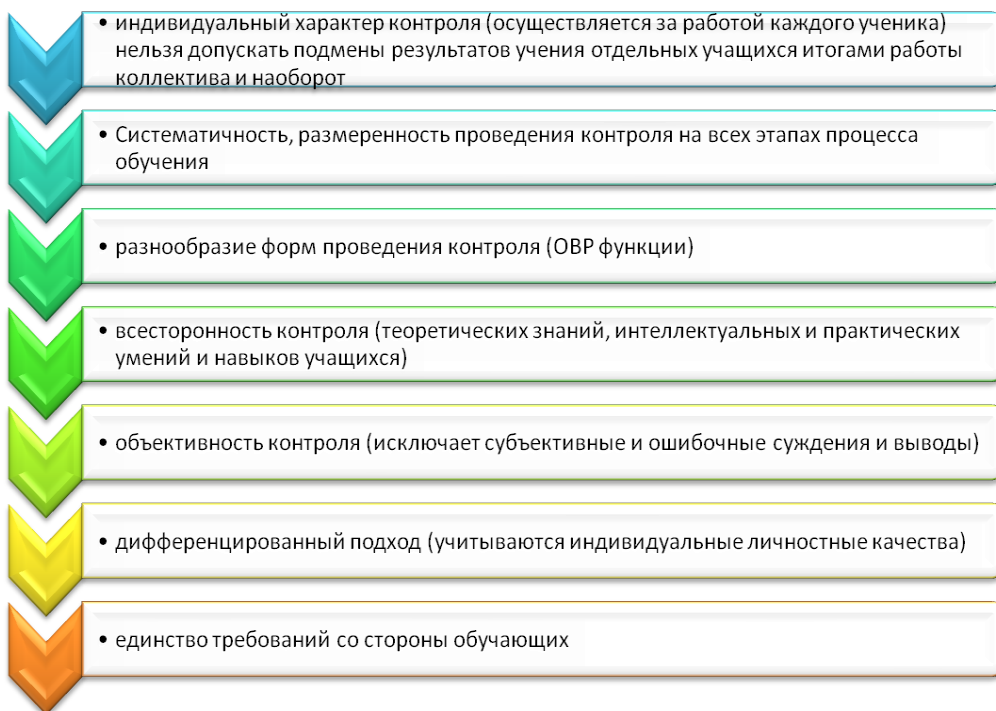 • индивидуальный характер контроля (осуществляется за работой каждого ученика)
нельзя допускать подмены результатов учения отдельных учащихся итогами работы
коллектива и наоборот
• Систематичность, размеренность проведения контроля на всех этапах процесса
обучения
• разнообразие форм проведения контроля (ОВР функции)
• всесторонность контроля (теоретических знаний, интеллектуальных и практических
умений и навыков учащихся)
• объективность контроля (исключает субъективные и ошибочные суждения и выводы)
• дифференцированный подход (учитываются индивидуальные личностные качества)
• единство требований со стороны обучающих